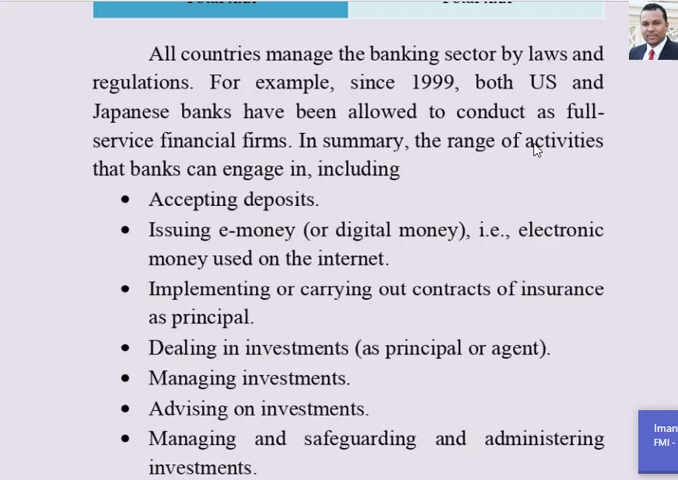 All countries manage the banking sector by laws and
regulations. For example, since 1999, both US and
Japanese banks have been allowed to conduct as full-
service financial firms. In summary, the range of activities
that banks can engage in, including
• Accepting deposits.
• Issuing e-money (or digital money), i.e., electronic
money used on the internet.
• Implementing or carrying out contracts of insurance
as principal.
• Dealing in investments (as principal or agent).
• Managing investments.
• Advising on investments.
• Managing and safeguarding and administering
investments.
Iman
FMI -